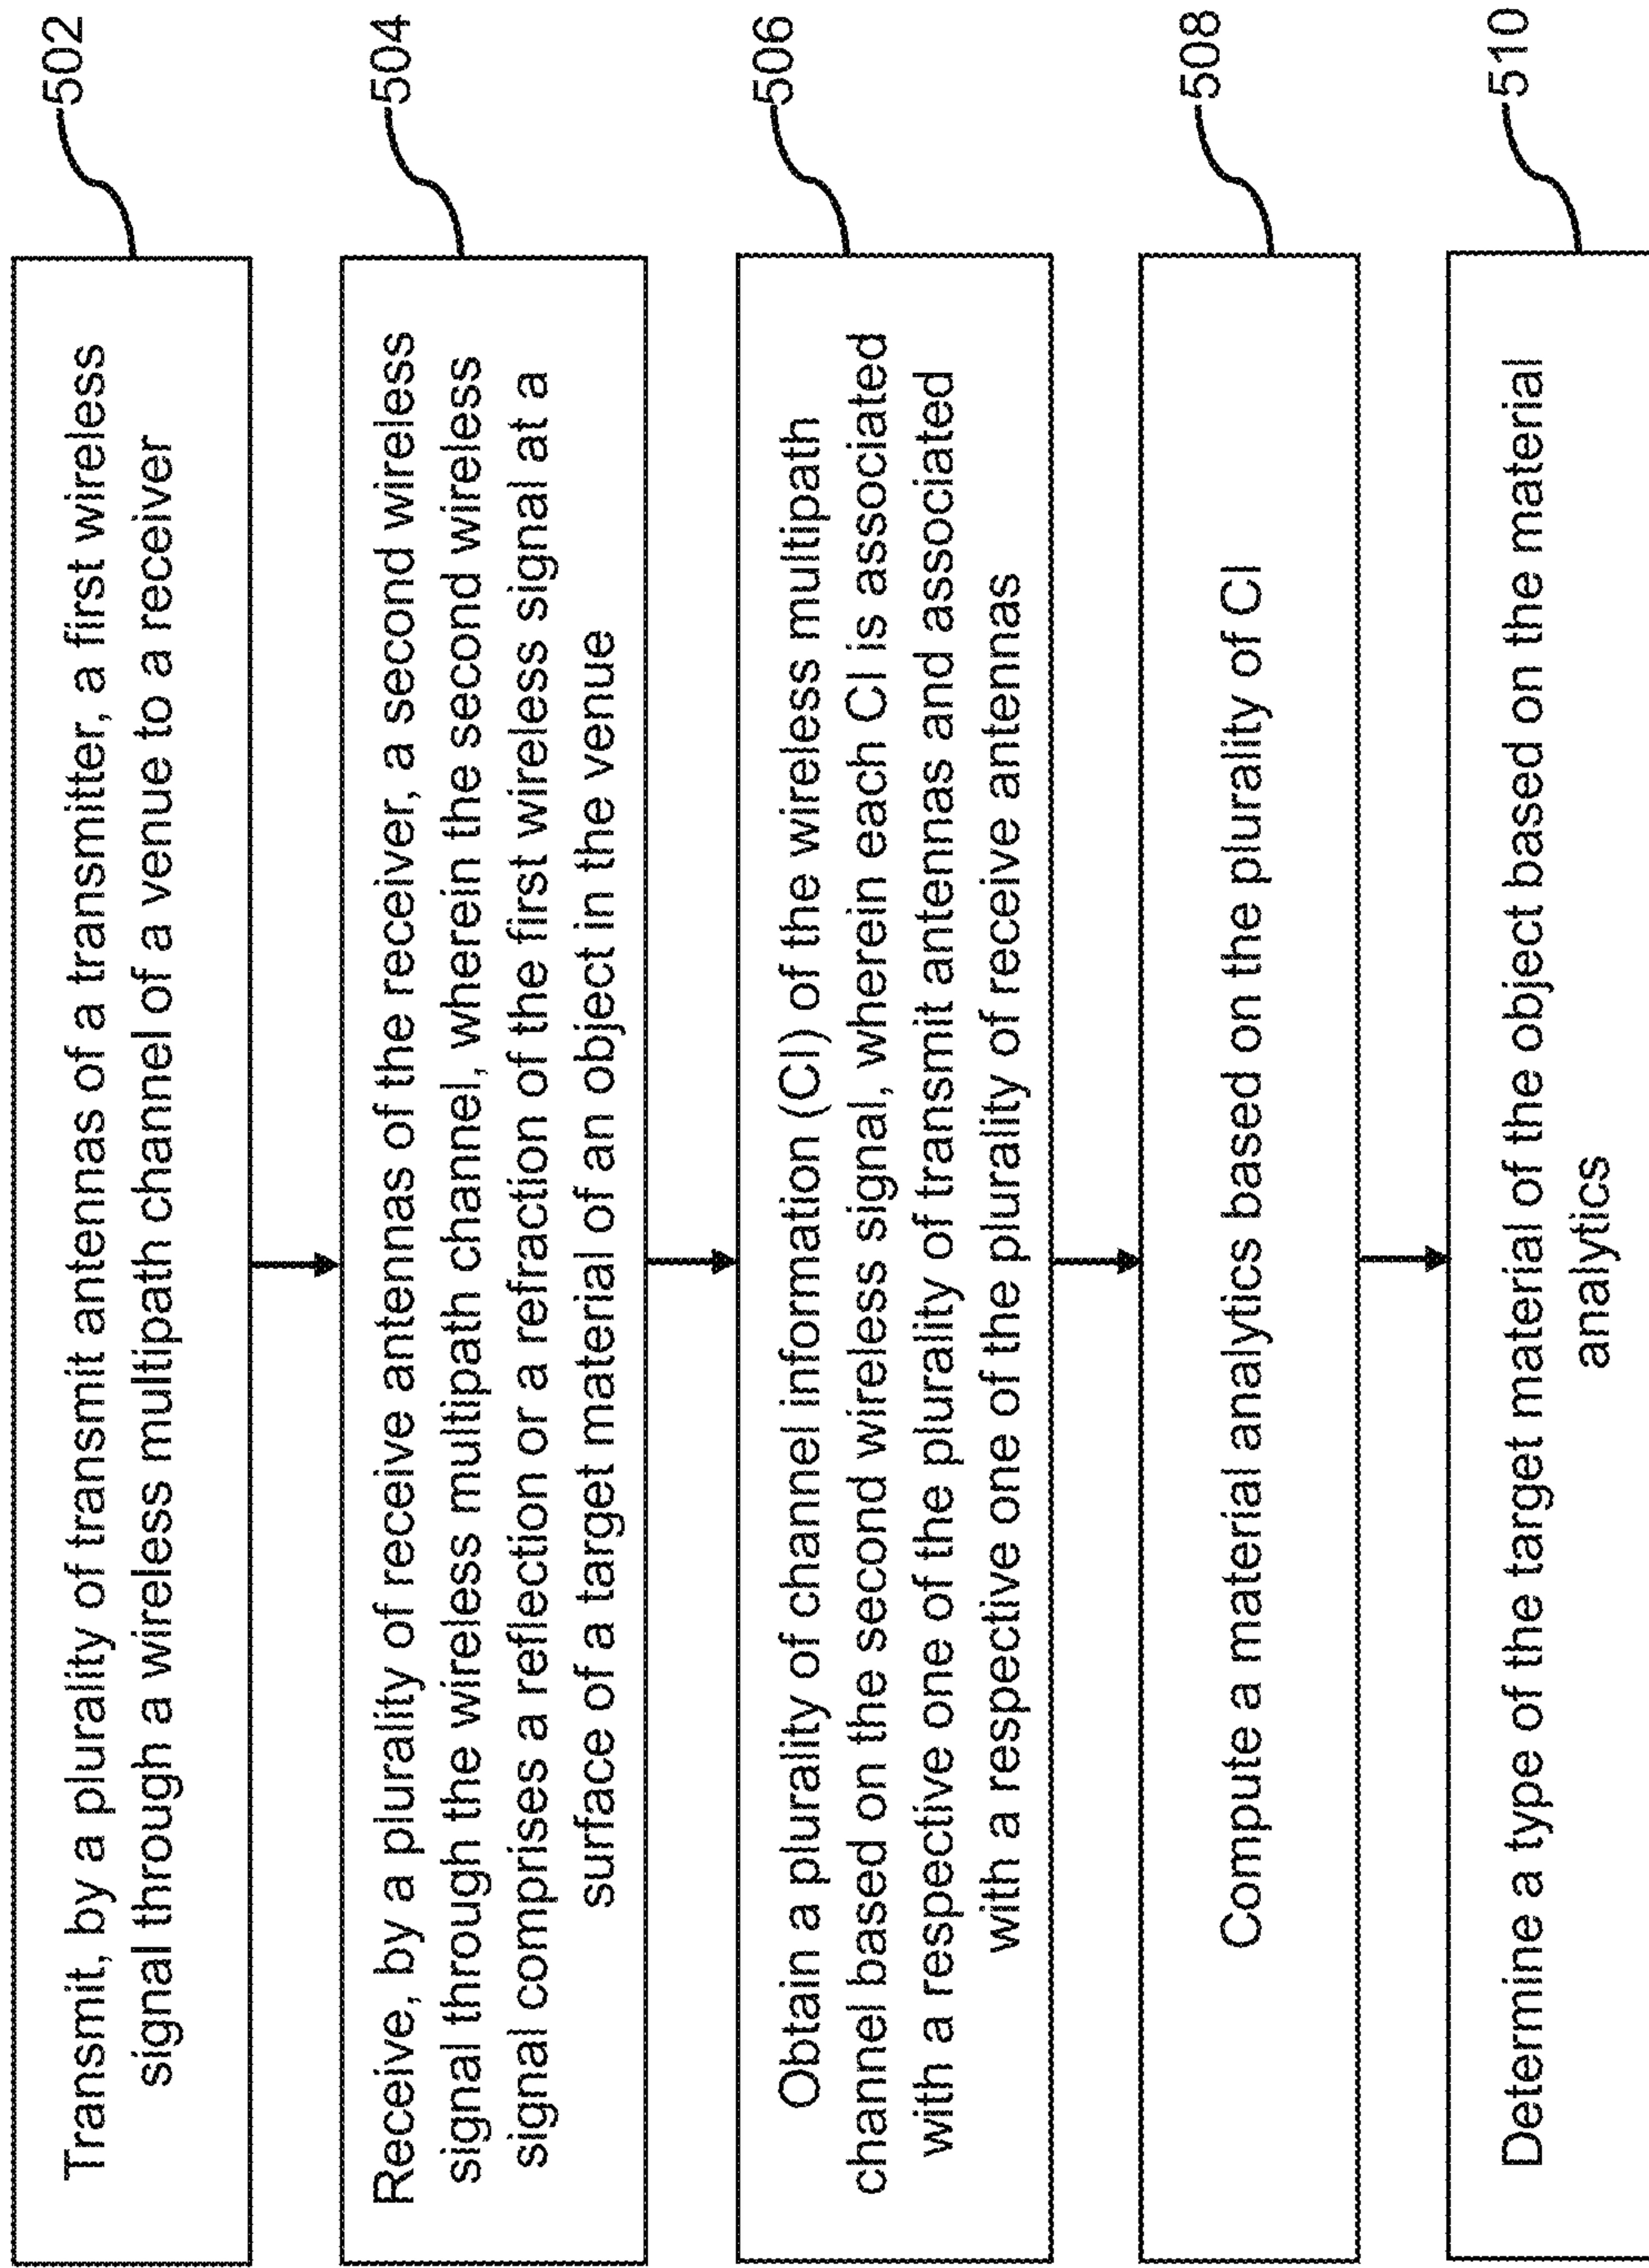 Transmit, by a plurality of transmit antennas of a transmitter, a first wireless
signal through a wireless multipath channel of a venue to a receiver
502
Receive, by a plurality of receive antennas of the receiver, a second wireless
signal through the wireless multipath channel, wherein the second wireless
signal comprises a reflection or a refraction of the first wireless signal at a
surface of a target material of an object in the venue
504
Obtain a plurality of channel information (CI) of the wireless multipath
channel based on the second wireless signal, wherein each CI is associated
with a respective one of the plurality of transmit antennas and associated
with a respective one of the plurality of receive antennas
506
Compute a material analytics based on the plurality of CI
508
Determine a type of the target material of the object based on the material
analytics
510